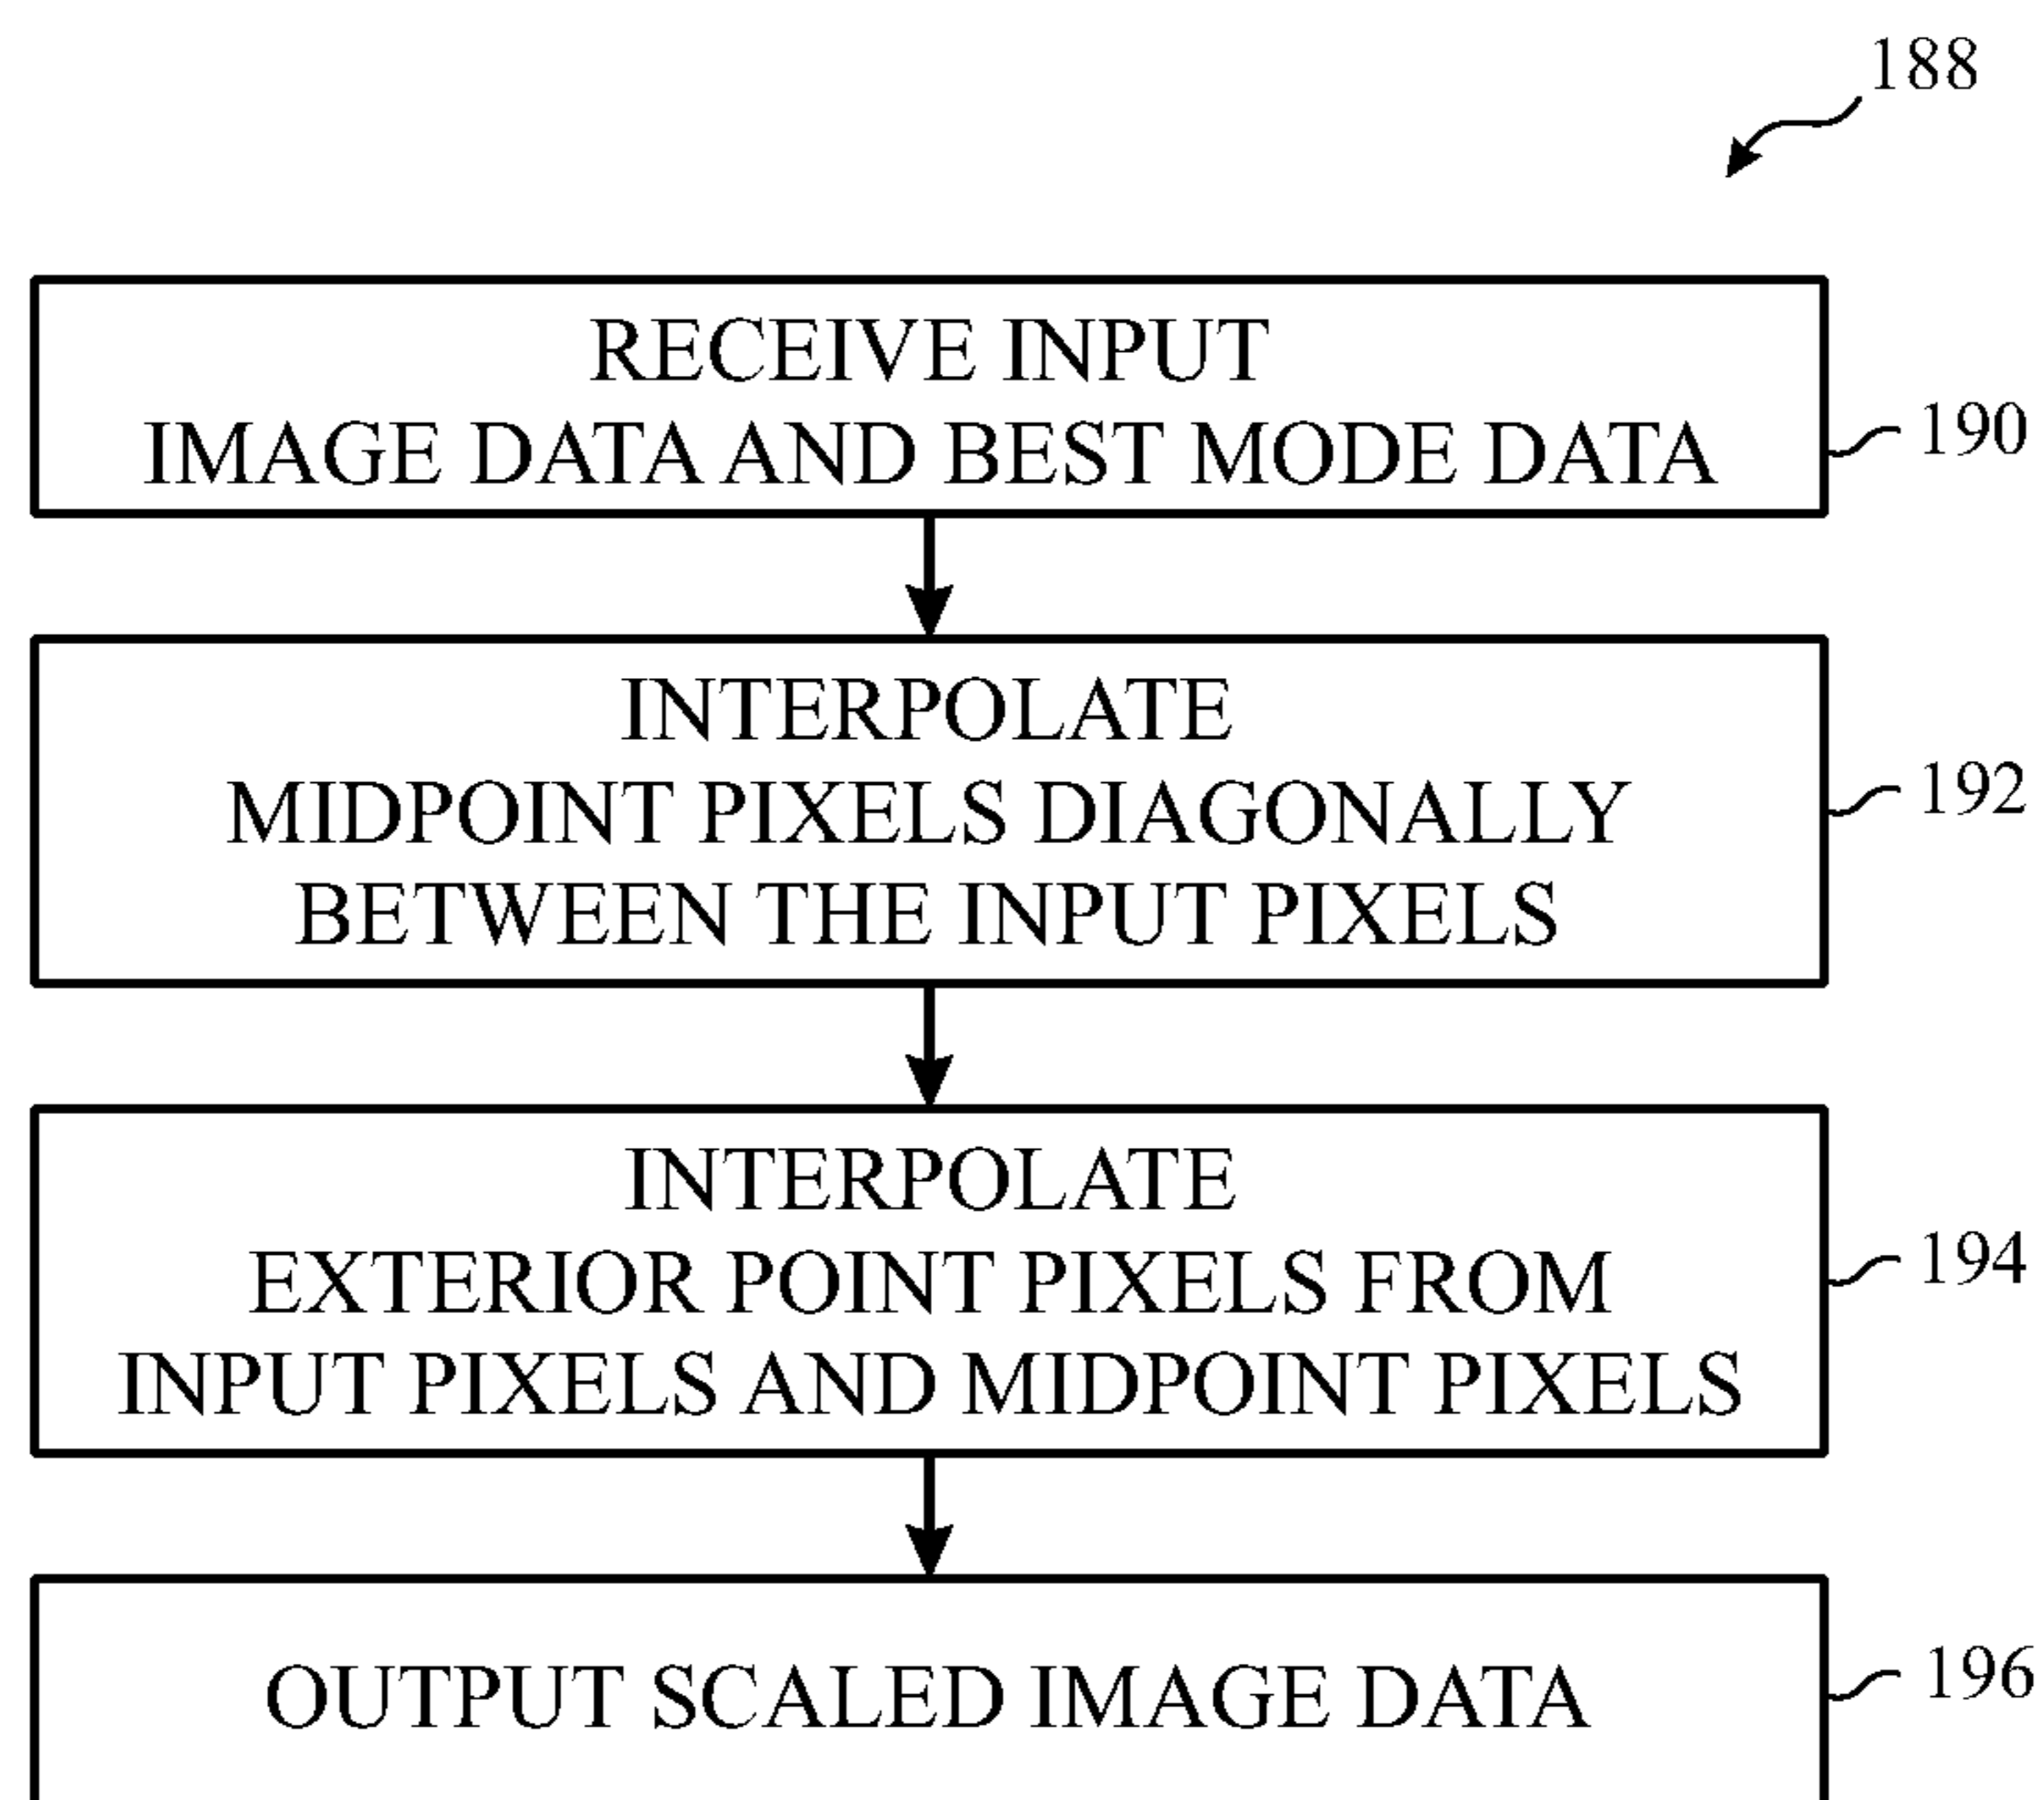 188
RECEIVE INPUT
IMAGE DATA AND BEST MODE DATA
190
INTERPOLATE
MIDPOINT PIXELS DIAGONALLY
BETWEEN THE INPUT PIXELS
192
INTERPOLATE
EXTERIOR POINT PIXELS FROM
INPUT PIXELS AND MIDPOINT PIXELS
194
OUTPUT SCALED IMAGE DATA
196